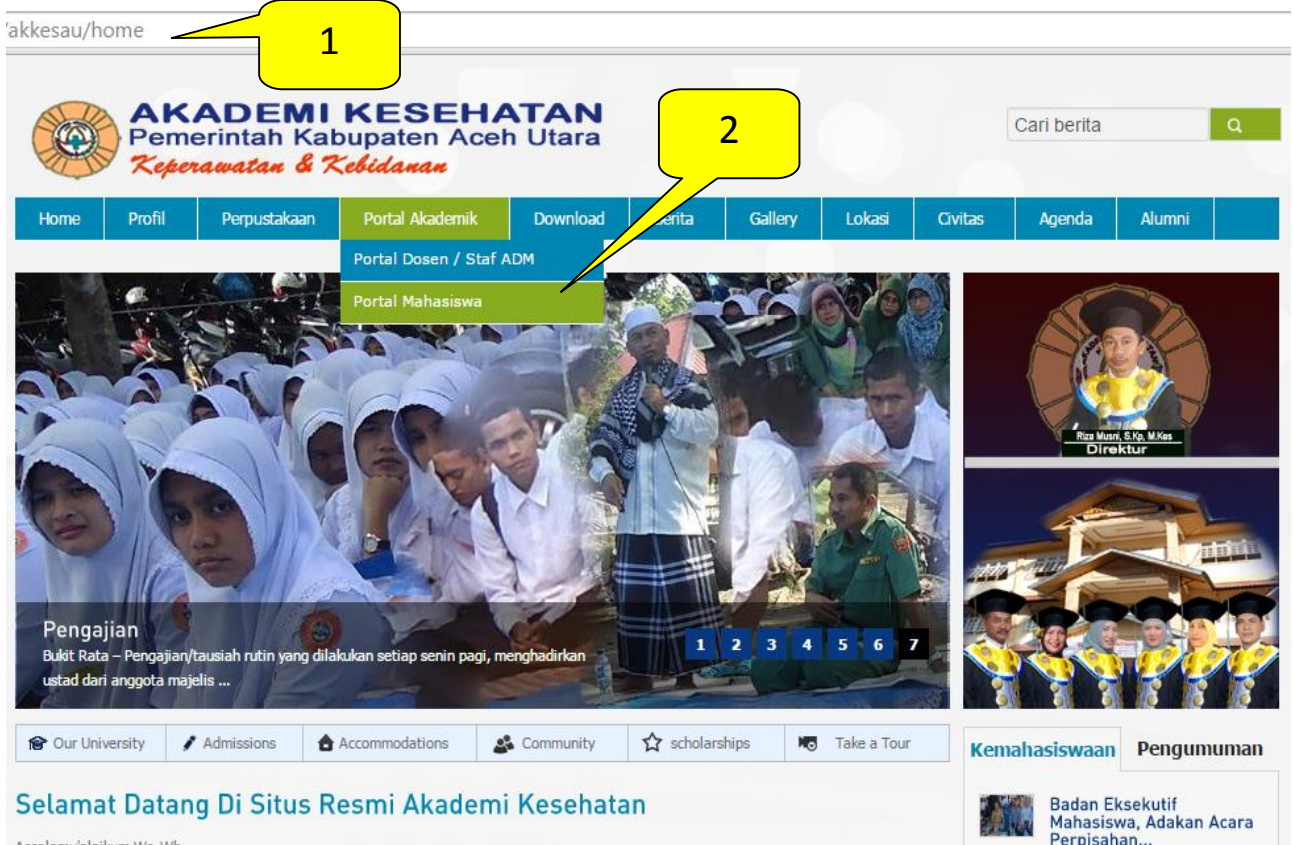 /akkesau/home
1
AKADEMI KESEHATAN
Pemerintah Kabupaten Aceh Utara
Keperawatan & Kebidanan
2
Cari berita
Home Profil Perpustakaan Portal Akademik Download Berita Gallery Lokasi Civitas Agenda Alumni
Portal Dosen / Staf ADM
Portal Mahasiswa
Riza Musni, S.Kp, M.Kes
Direktur
Pengajian
Bukit Rata – Pengajian/tausiah rutin yang dilakukan setiap senin pagi, menghadirkan
ustad dari anggota majelis ...
1 2 3 4 5 6 7
Our University Admissions Accommodations Community scholarships Take a Tour
Kemahasiswaan Pengumuman
Selamat Datang Di Situs Resmi Akademi Kesehatan
Badan Eksekutif
Mahasiswa, Adakan Acara
Perpisahan...